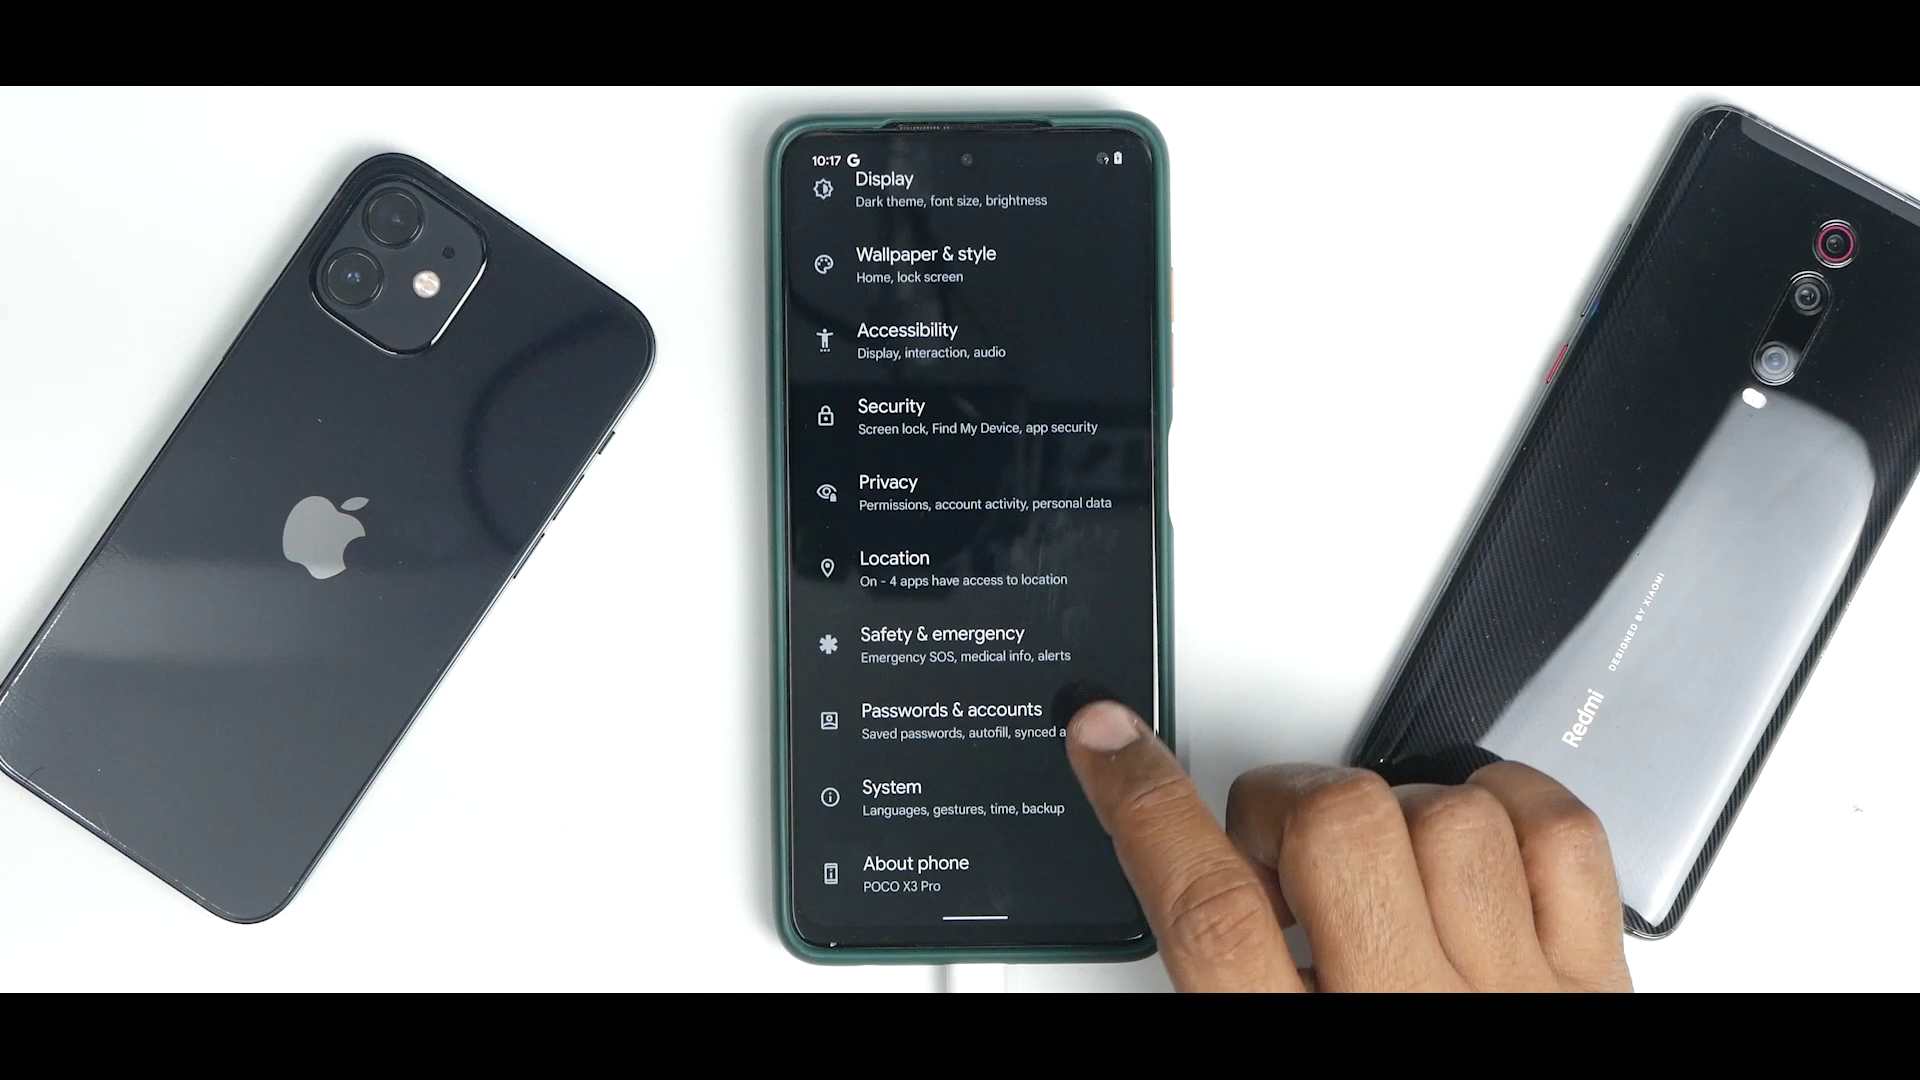 10:17 G
Display
Dark theme, font size, brightness
Wallpaper & style
Home, lock screen
Accessibility
Display, interaction, audio
Security
Screen lock, Find My Device, app security
Privacy
Permissions, account activity, personal data
Location
On - 4 apps have access to location
Safety & emergency
Emergency SOS, medical info, alerts
Passwords & accounts
Saved passwords, autofill, synced a
System
Languages, gestures, time, backup
About phone
POCO X3 Pro
Redmi
DESIGNED BY XIAOMI